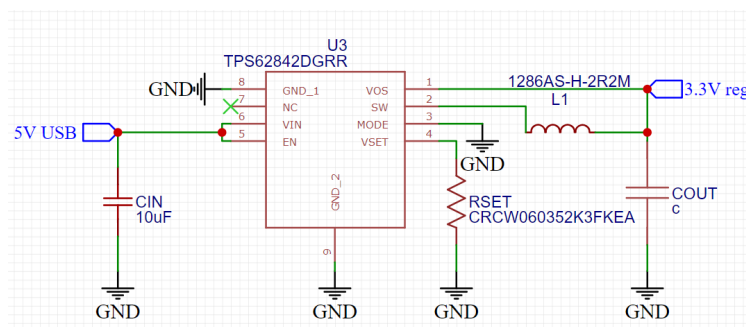 U3
TPS62842DGRR
GND
8
GND_1
VOS
1
1286AS-H-2R2M
3.3V reg
7
NC
SW
2
L1
5V USB
6
VIN
MODE
3
5
EN
VSET
4
GND
GND_2
CIN
10uF
RSET
CRCW060352K3FKEA
COUT
c
9
GND
GND
GND
GND